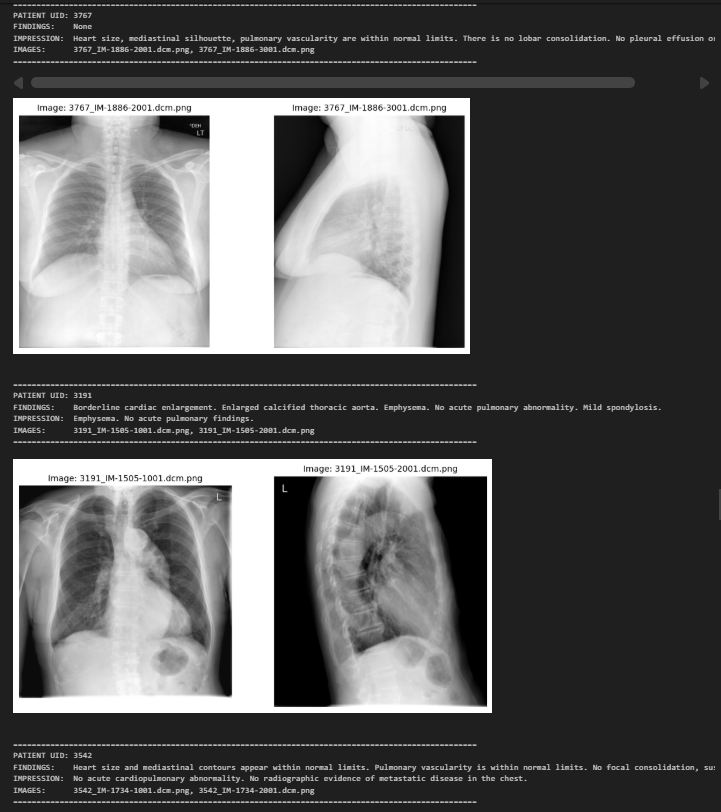 PATIENT UID: 3767
FINDINGS: None
IMPRESSION: Heart size, mediastinal silhouette, pulmonary vascularity are within normal limits. There is no lobar consolidation. No pleural effusion
IMAGES: 3767_IM-1886-2001.dcm.png, 3767_IM-1886-3001.dcm.png
Image: 3767_IM-1886-2001.dcm.png
Image: 3767_IM-1886-3001.dcm.png
LT
PATIENT UID: 3191
FINDINGS: Borderline cardiac enlargement. Enlarged calcified thoracic aorta. Emphysema. No acute pulmonary abnormality. Mild spondylosis.
IMPRESSION: Emphysema. No acute pulmonary findings.
IMAGES: 3191_IM-1505-1001.dcm.png, 3191_IM-1505-2001.dcm.png
Image: 3191_IM-1505-1001.dcm.png
Image: 3191_IM-1505-2001.dcm.png
L
L
PATIENT UID: 3542
FINDINGS: Heart size and mediastinal contours appear within normal limits. Pulmonary vascularity is within normal limits. No focal consolidation,
IMPRESSION: No acute cardiopulmonary abnormality. No radiographic evidence of metastatic disease in the chest.
IMAGES: 3542_IM-1734-1001.dcm.png, 3542_IM-1734-2001.dcm.png